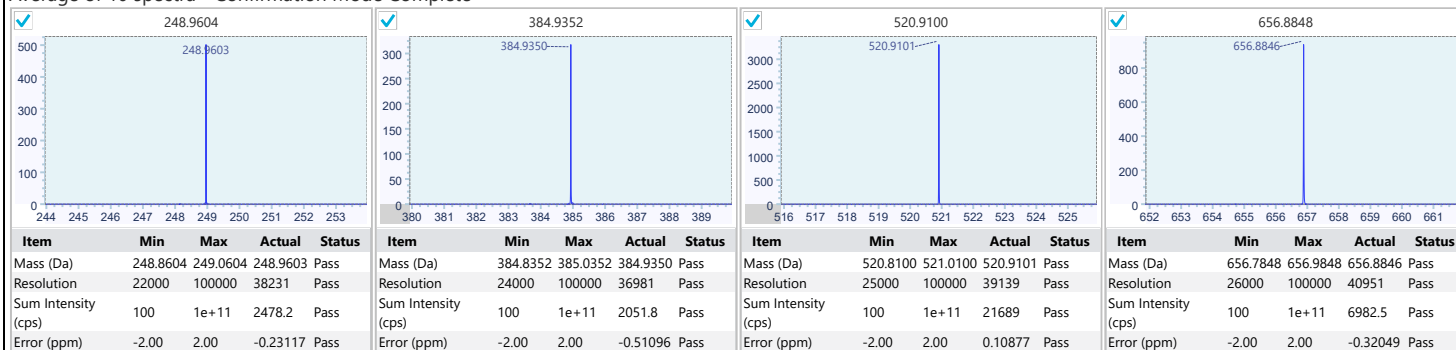 Average of 10 spectra - Confirmation Mode Complete
248.9604 384.9352 520.9100 656.8848
248.9603
500
400
300
200
100
0
244 245 246 247 248 249 250 251 252 253
384.9350
300
250
200
150
100
50
0
380 381 382 383 384 385 386 387 388 389
520.9101
3000
2500
2000
1500
1000
500
0
516 517 518 519 520 521 522 523 524 525
656.8846
800
600
400
200
0
652 653 654 655 656 657 658 659 660 661
Item Min Max Actual Status
Mass (Da) 248.8604 249.0604 248.9603 Pass
Resolution 22000 100000 38231 Pass
Sum Intensity
(cps) 100 1e+11 2478.2 Pass
Error (ppm) -2.00 2.00 -0.23117 Pass
Item Min Max Actual Status
Mass (Da) 384.8352 385.0352 384.9350 Pass
Resolution 24000 100000 36981 Pass
Sum Intensity
(cps) 100 1e+11 2051.8 Pass
Error (ppm) -2.00 2.00 -0.51096 Pass
Item Min Max Actual Status
Mass (Da) 520.8100 521.0100 520.9101 Pass
Resolution 25000 100000 39139 Pass
Sum Intensity
(cps) 100 1e+11 21689 Pass
Error (ppm) -2.00 2.00 0.10877 Pass
Item Min Max Actual Status
Mass (Da) 656.7848 656.9848 656.8846 Pass
Resolution 26000 100000 40951 Pass
Sum Intensity
(cps) 100 1e+11 6982.5 Pass
Error (ppm) -2.00 2.00 -0.32049 Pass